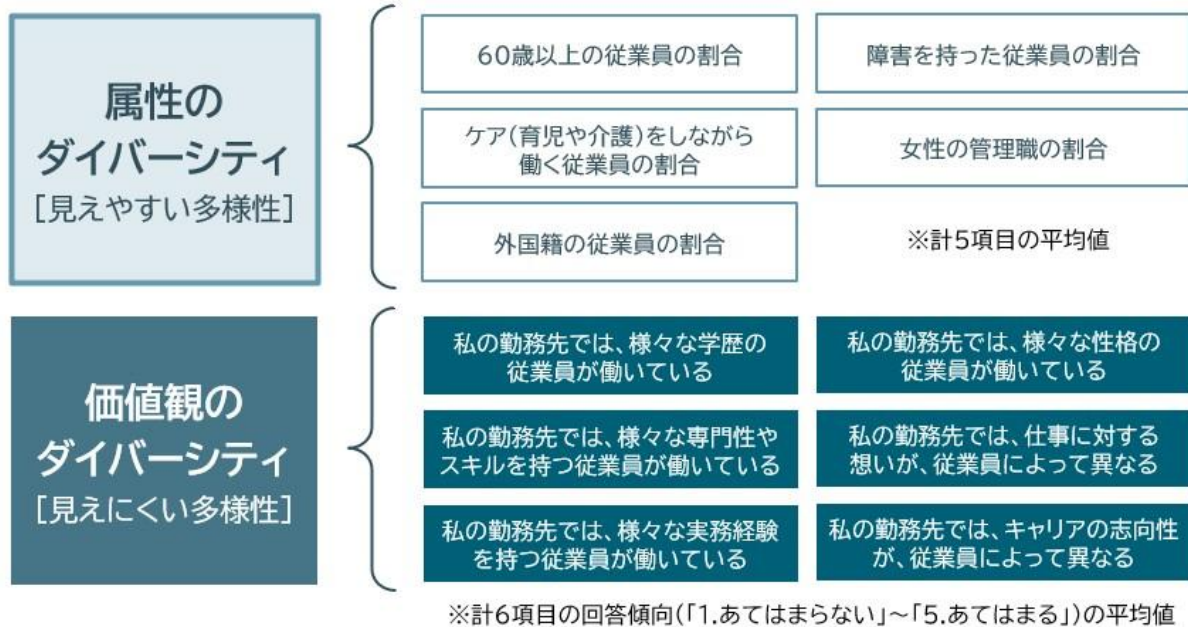 属性の
ダイバーシティ
[見えやすい多様性]
60歳以上の従業員の割合
障害を持った従業員の割合
ケア(育児や介護)をしながら
働く従業員の割合
女性の管理職の割合
外国籍の従業員の割合
※計5項目の平均値
価値観の
ダイバーシティ
[見えにくい多様性]
私の勤務先では、様々な学歴の
従業員が働いている
私の勤務先では、様々な性格の
従業員が働いている
私の勤務先では、様々な専門性や
スキルを持つ従業員が働いている
私の勤務先では、仕事に対する
想いが、従業員によって異なる
私の勤務先では、様々な実務経験
を持つ従業員が働いている
私の勤務先では、キャリアの志向性
が、従業員によって異なる
※計6項目の回答傾向(「1.あてはまらない」～「5.あてはまる」)の平均値